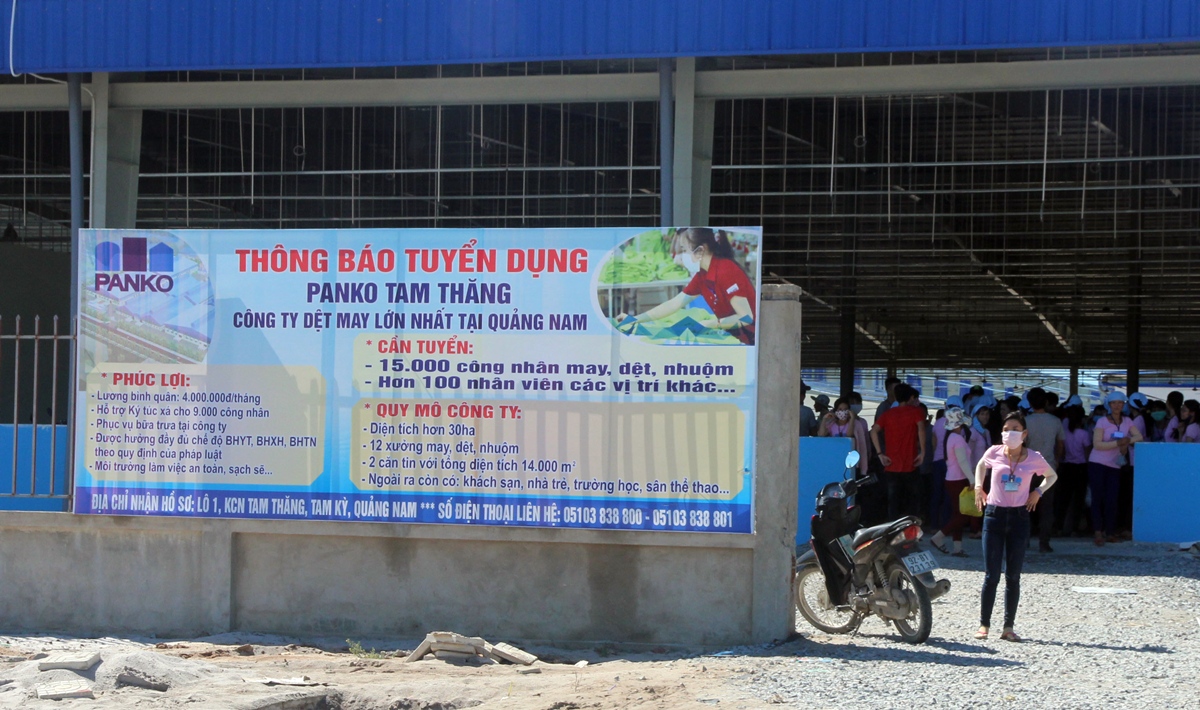 PANKO
THÔNG BÁO TUYỂN DỤNG
PANKO TAM THĂNG
CÔNG TY DỆT MAY LỚN NHẤT TẠI QUẢNG NAM
* PHÚC LỢI:
- Lương bình quân: 4.000.000đ/tháng
- Hỗ trợ Ký túc xá cho 9.000 công nhân
- Phục vụ bữa trưa tại công ty
- Được hưởng đầy đủ chế độ BHYT, BHXH, BHTN
theo quy định của pháp luật
- Môi trường làm việc an toàn, sạch sẽ...
* CẦN TUYỂN:
- 15.000 công nhân may, dệt, nhuộm
- Hơn 100 nhân viên các vị trí khác...
* QUY MÔ CÔNG TY:
- Diện tích hơn 30ha
- 12 xưởng may, dệt, nhuộm
- 2 căn tin với tổng diện tích 14.000 m²
- Ngoài ra còn có: khách sạn, nhà trẻ, trường học, sân thể thao...
ĐỊA CHỈ NHẬN HỒ SƠ: LÔ 1, KCN TAM THĂNG, TAM KỲ, QUẢNG NAM *** SỐ ĐIỆN THOẠI LIÊN HỆ: 05103 838 800 - 05103 838 801